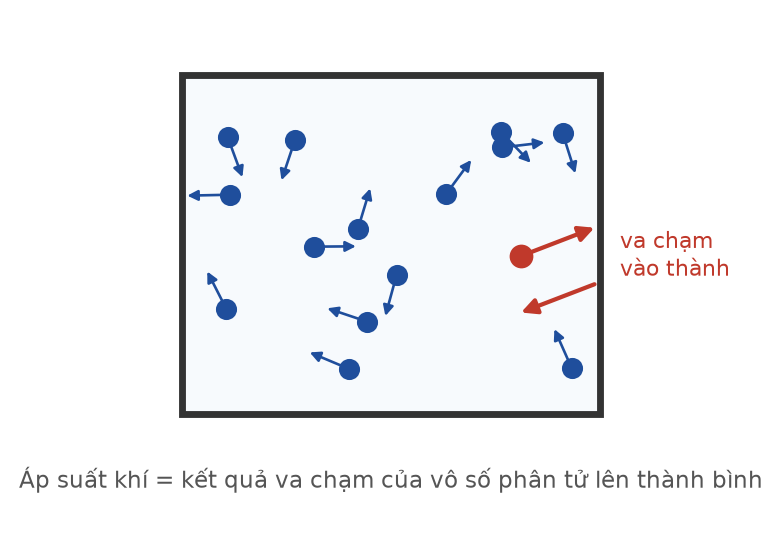 va chạm
vào thành
Áp suất khí = kết quả va chạm của vô số phân tử lên thành bình